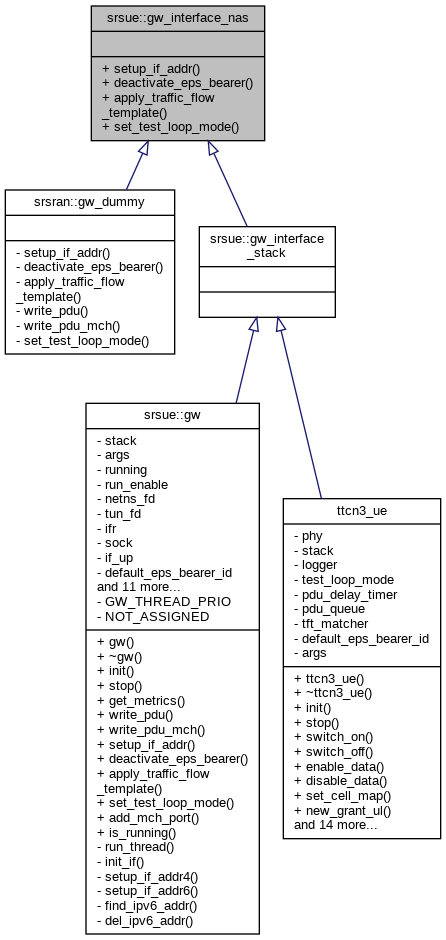 srsue::gw_interface_nas
+ setup_if_addr()
+ deactivate_eps_bearer()
+ apply_traffic_flow
_template()
+ set_test_loop_mode()
srsran::gw_dummy
- setup_if_addr()
- deactivate_eps_bearer()
- apply_traffic_flow
_template()
- write_pdu()
- write_pdu_mch()
- set_test_loop_mode()
srsue::gw_interface
_stack
srsue::gw
- stack
- args
- running
- run_enable
- netns_fd
- tun_fd
- ifr
- sock
- if_up
- default_eps_bearer_id
and 11 more...
- GW_THREAD_PRIO
- NOT_ASSIGNED
+ gw()
+ ~gw()
+ init()
+ stop()
+ get_metrics()
+ write_pdu()
+ write_pdu_mch()
+ setup_if_addr()
+ deactivate_eps_bearer()
+ apply_traffic_flow
_template()
+ set_test_loop_mode()
+ add_mch_port()
+ is_running()
- run_thread()
- init_if()
- setup_if_addr4()
- setup_if_addr6()
- find_ipv6_addr()
- del_ipv6_addr()
ttcn3_ue
- phy
- stack
- logger
- test_loop_mode
- pdu_delay_timer
- pdu_queue
- tft_matcher
- default_eps_bearer_id
- args
+ ttcn3_ue()
+ ~ttcn3_ue()
+ init()
+ stop()
+ switch_on()
+ switch_off()
+ enable_data()
+ disable_data()
+ set_cell_map()
+ new_grant_ul()
and 14 more...